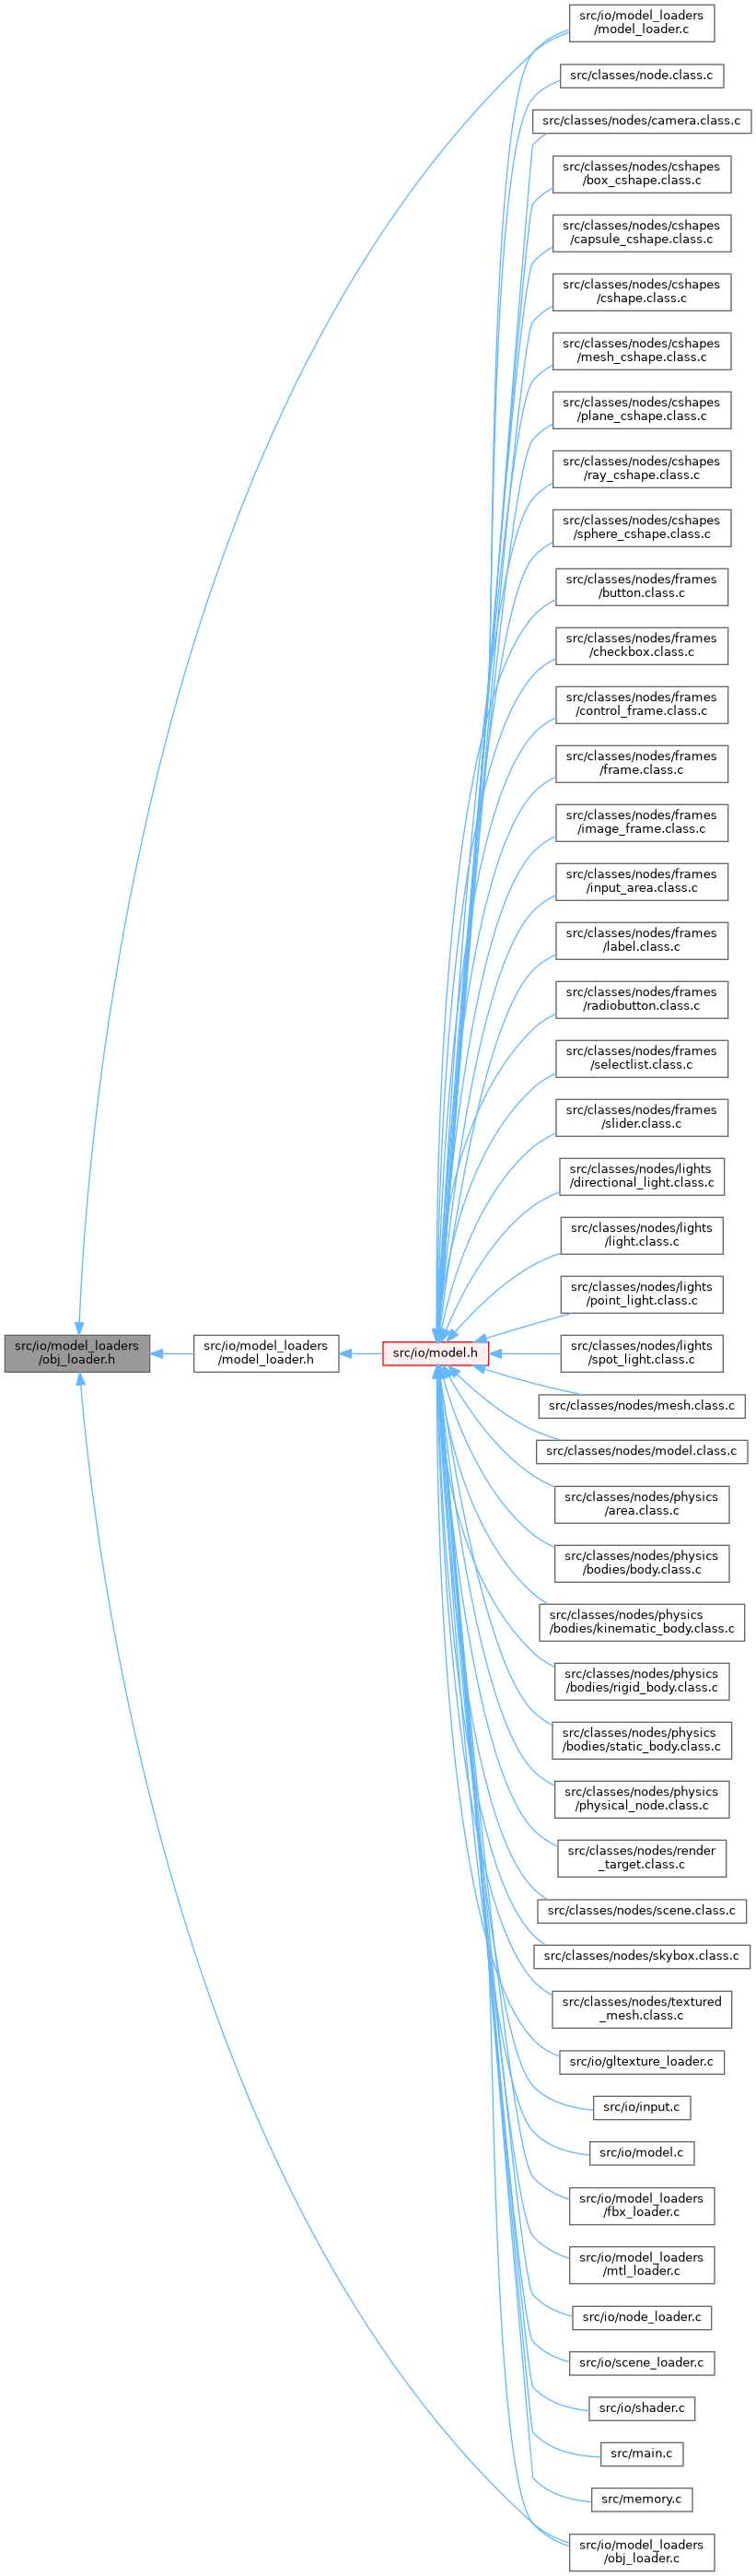 src/io/model_loaders
/model_loader.c
src/classes/node.class.c
src/classes/nodes/camera.class.c
src/classes/nodes/cshapes
/box_cshape.class.c
src/classes/nodes/cshapes
/capsule_cshape.class.c
src/classes/nodes/cshapes
/cshape.class.c
src/classes/nodes/cshapes
/mesh_cshape.class.c
src/classes/nodes/cshapes
/plane_cshape.class.c
src/classes/nodes/cshapes
/ray_cshape.class.c
src/classes/nodes/cshapes
/sphere_cshape.class.c
src/classes/nodes/frames
/button.class.c
src/classes/nodes/frames
/checkbox.class.c
src/classes/nodes/frames
/control_frame.class.c
src/classes/nodes/frames
/frame.class.c
src/classes/nodes/frames
/image_frame.class.c
src/classes/nodes/frames
/input_area.class.c
src/classes/nodes/frames
/label.class.c
src/classes/nodes/frames
/radiobutton.class.c
src/classes/nodes/frames
/selectlist.class.c
src/classes/nodes/frames
/slider.class.c
src/classes/nodes/lights
/directional_light.class.c
src/classes/nodes/lights
/light.class.c
src/classes/nodes/lights
/point_light.class.c
src/io/model_loaders
/obj_loader.h
src/io/model_loaders
/model_loader.h
src/io/model.h
src/classes/nodes/lights
/spot_light.class.c
src/classes/nodes/mesh.class.c
src/classes/nodes/model.class.c
src/classes/nodes/physics
/area.class.c
src/classes/nodes/physics
/bodies/body.class.c
src/classes/nodes/physics
/bodies/kinematic_body.class.c
src/classes/nodes/physics
/bodies/rigid_body.class.c
src/classes/nodes/physics
/bodies/static_body.class.c
src/classes/nodes/physics
/physical_node.class.c
src/classes/nodes/render
_target.class.c
src/classes/nodes/scene.class.c
src/classes/nodes/skybox.class.c
src/classes/nodes/textured
_mesh.class.c
src/io/gltexture_loader.c
src/io/input.c
src/io/model.c
src/io/model_loaders
/fbx_loader.c
src/io/model_loaders
/mtl_loader.c
src/io/node_loader.c
src/io/scene_loader.c
src/io/shader.c
src/main.c
src/memory.c
src/io/model_loaders
/obj_loader.c